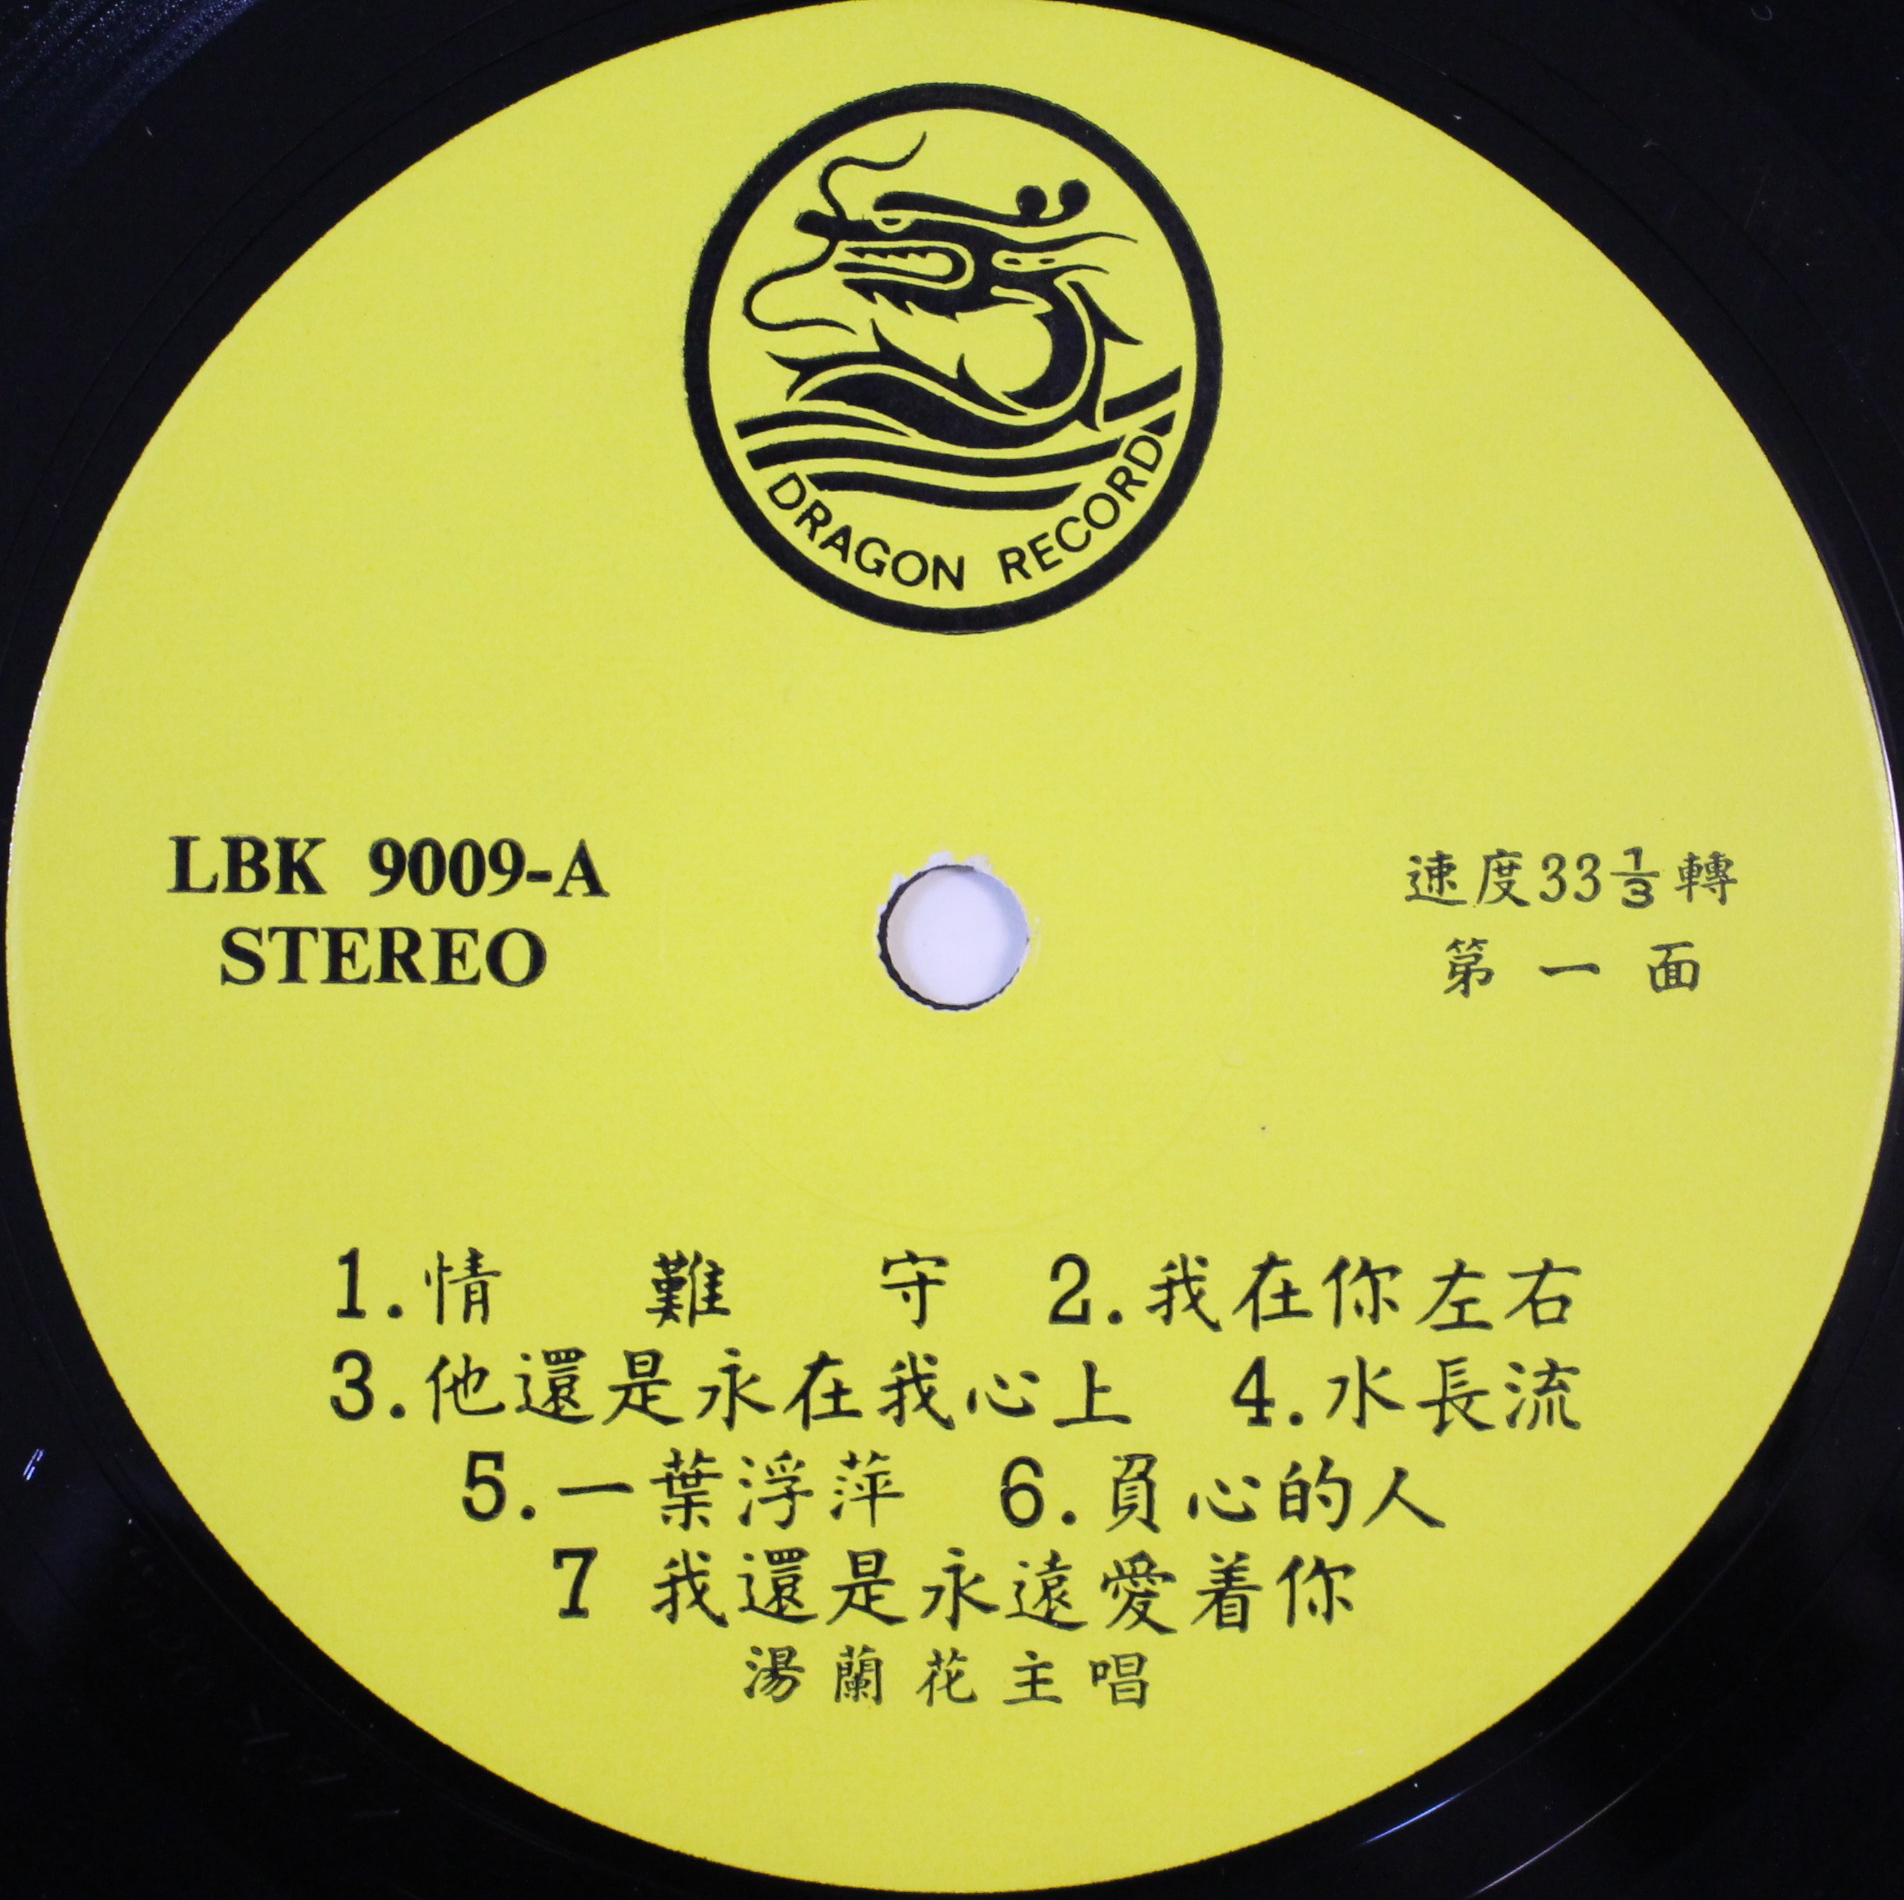 DRAGON RECORD
LBK 9009-A
STEREO
速度33⅓轉
第一面
1.情難守 2.我在你左右
3.他還是永在我心上 4.水長流
5.一葉浮萍 6.負心的人
7 我還是永遠愛着你
湯蘭花主唱